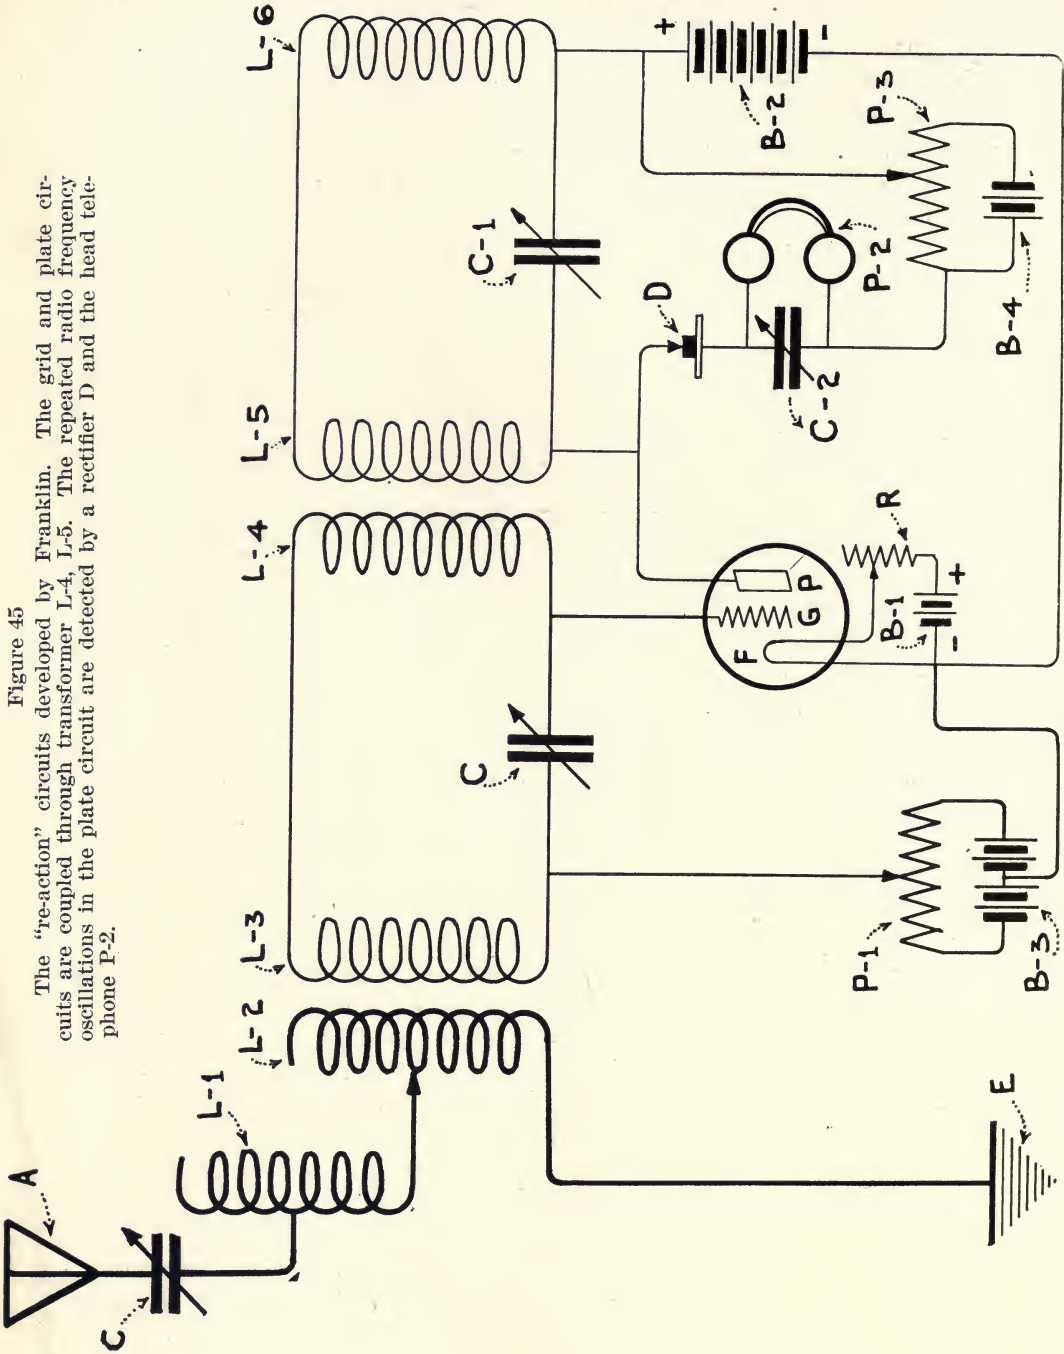 Figure 45
The "re-action" circuits developed by Franklin. The grid and plate cir-
cuits are coupled through transformer L-4, L-5. The repeated radio frequency
oscillations in the plate circuit are detected by a rectifier D and the head tele-
phone P-2.
A
C
L-1
L-2
L-3
L-4
L-5
L-6
C
C-1
D
+
-
B-2
P-3
P-2
C-2
B-4
F
G
P
R
B-1
-
+
P-1
B-3
E